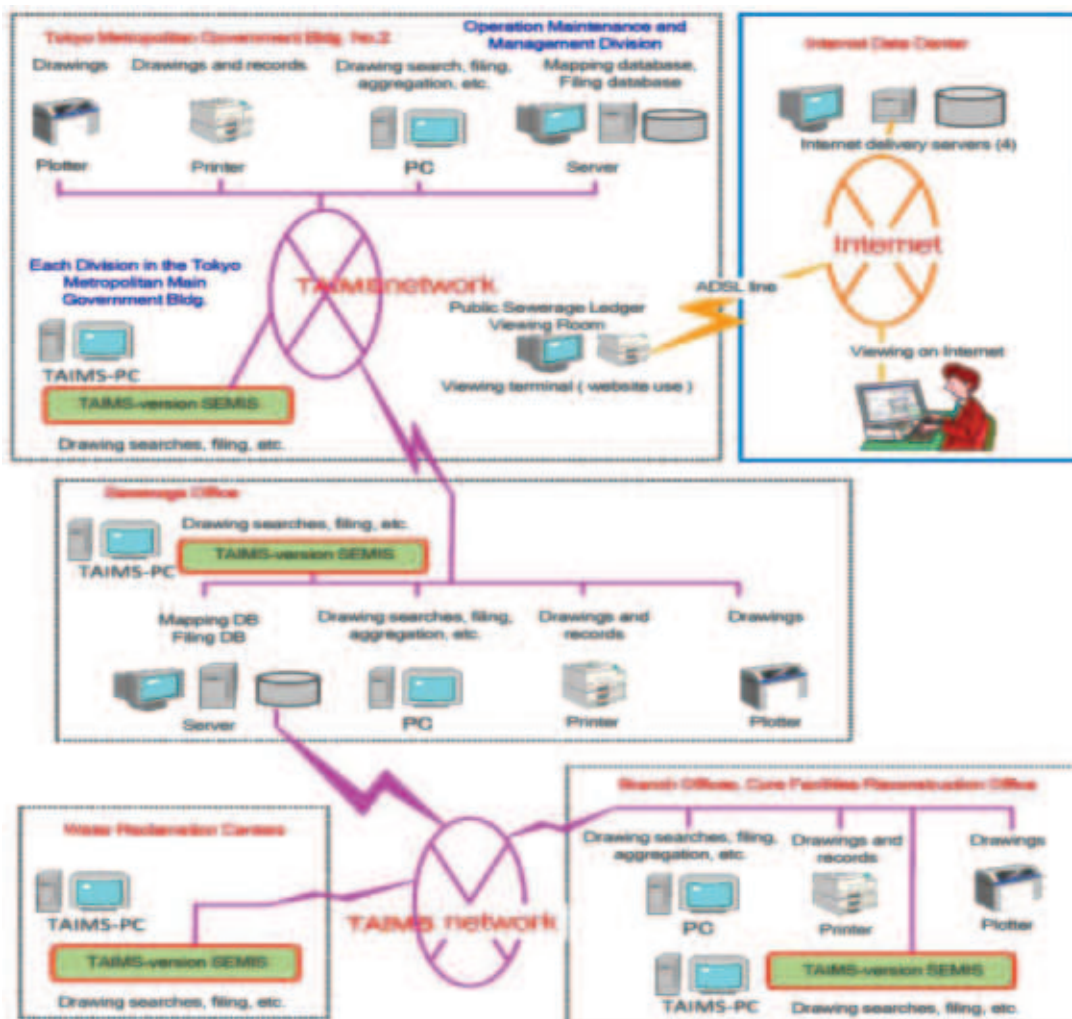 Tokyo Metropolitan Government Bldg. No.2
Operation Maintenance and
Management Division
Drawings
Drawings and records
Drawing search, filing,
aggregation, etc.
Mapping database,
Filing database
Plotter
Printer
PC
Server
Each Division in the Tokyo
Metropolitan Main
Government Bldg.
TAIMS network
TAIMS-PC
TAIMS-version SEMIS
Drawing searches, filing, etc.
Public Sewerage Ledger
Viewing Room
Viewing terminal ( website use )
ADSL line
Internet Data Center
Internet delivery servers (4)
Internet
Viewing on Internet
Sewerage Office
Drawing searches, filing, etc.
TAIMS-version SEMIS
TAIMS-PC
Mapping DB
Filing DB
Drawing searches, filing,
aggregation, etc.
Drawings and
records
Drawings
Server
PC
Printer
Plotter
Water Reclamation Centers
TAIMS-PC
TAIMS-version SEMIS
Drawing searches, filing, etc.
TAIMS network
Branch Offices, Core Facilities Reconstruction Office
Drawing searches, filing,
aggregation, etc.
Drawings and
records
Drawings
PC
Printer
Plotter
TAIMS-PC
TAIMS-version SEMIS
Drawing searches, filing, etc.